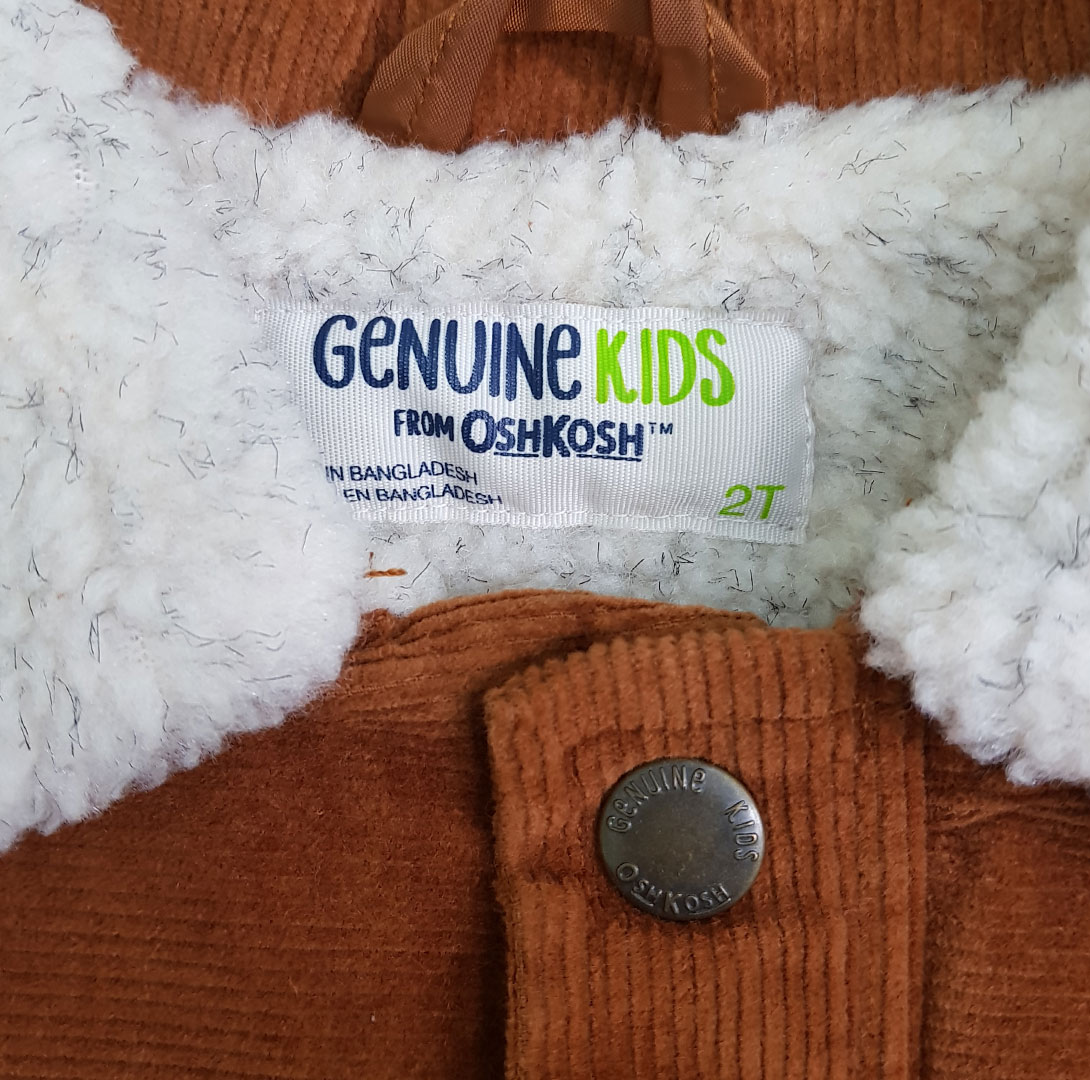 GENUINE KIDS
FROM OSHKOSH™
IN BANGLADESH
EN BANGLADESH
2T
GENUINE KIDS
OSHKOSH